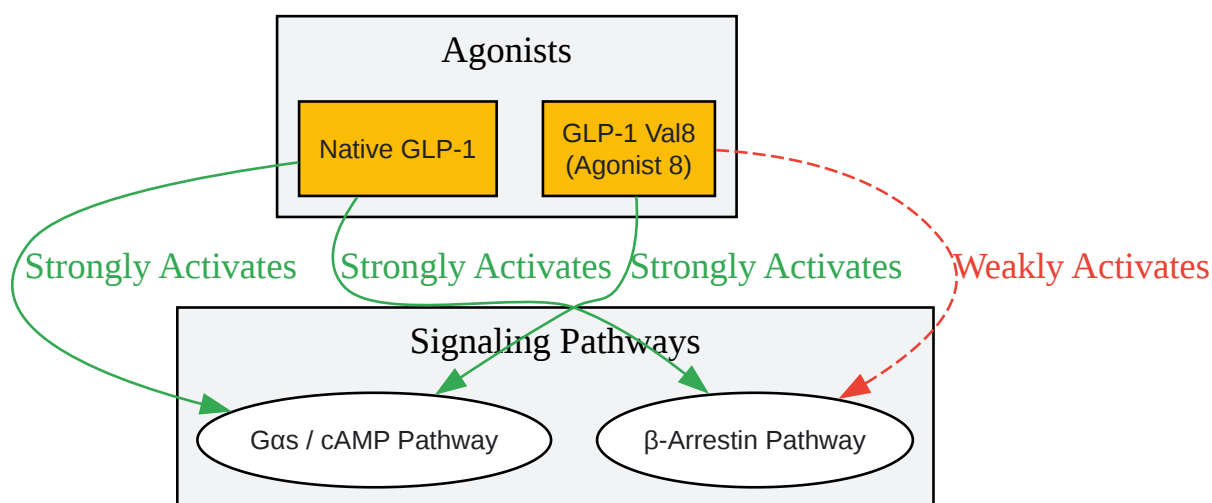 Agonists
Native GLP-1
GLP-1 Val8
(Agonist 8)
Strongly Activates
Strongly Activates
Strongly Activates
Weakly Activates
Signaling Pathways
Gαs / cAMP Pathway
β-Arrestin Pathway